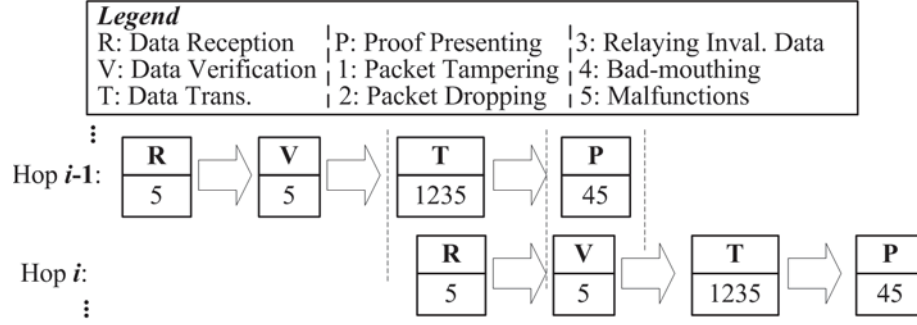 Legend
R: Data Reception P: Proof Presenting 3: Relaying Inval. Data
V: Data Verification 1: Packet Tampering 4: Bad-mouthing
T: Data Trans. 2: Packet Dropping 5: Malfunctions
Hop i-1: R V T P
5 5 1235 45
Hop i: R V T P
5 5 1235 45